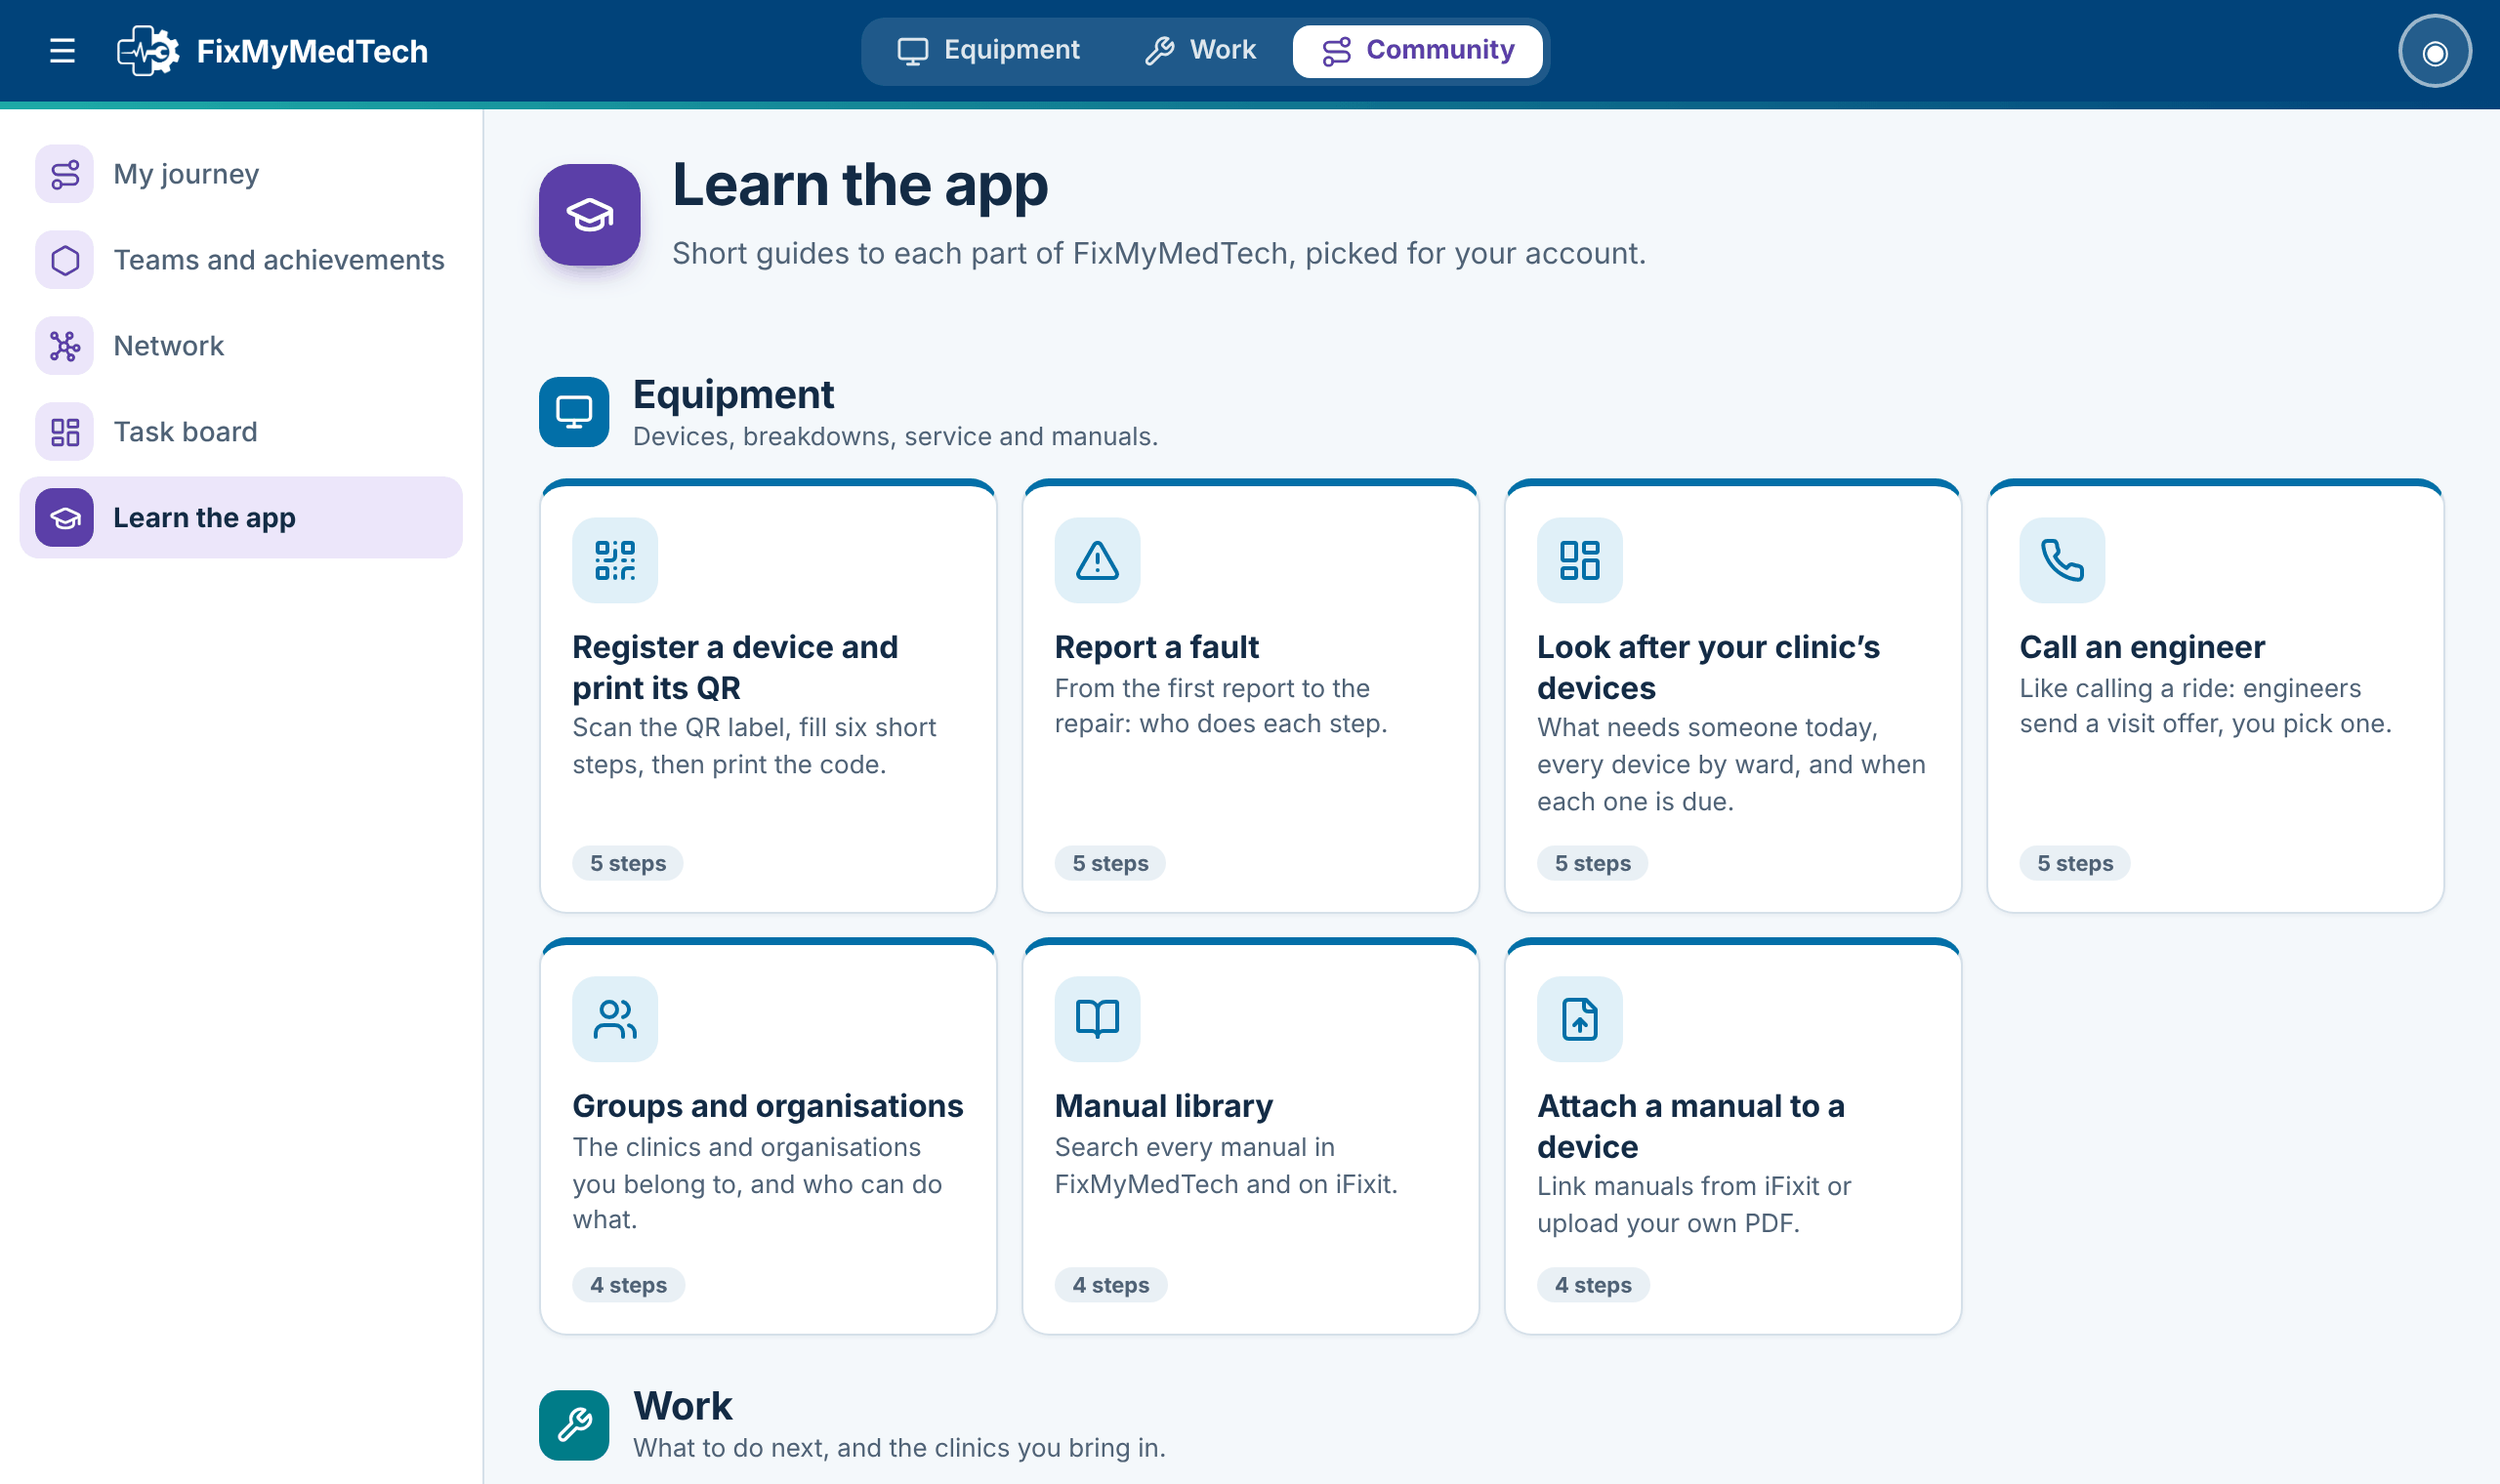 FixMyMedTech
Equipment
Work
Community
My journey
Teams and achievements
Network
Task board
Learn the app
Learn the app
Short guides to each part of FixMyMedTech, picked for your account.
Equipment
Devices, breakdowns, service and manuals.
Register a device and
print its QR
Scan the QR label, fill six short
steps, then print the code.
5 steps
Report a fault
From the first report to the
repair: who does each step.
5 steps
Look after your clinic’s
devices
What needs someone today,
every device by ward, and when
each one is due.
5 steps
Call an engineer
Like calling a ride: engineers
send a visit offer, you pick one.
5 steps
Groups and organisations
The clinics and organisations
you belong to, and who can do
what.
4 steps
Manual library
Search every manual in
FixMyMedTech and on iFixit.
4 steps
Attach a manual to a
device
Link manuals from iFixit or
upload your own PDF.
4 steps
Work
What to do next, and the clinics you bring in.